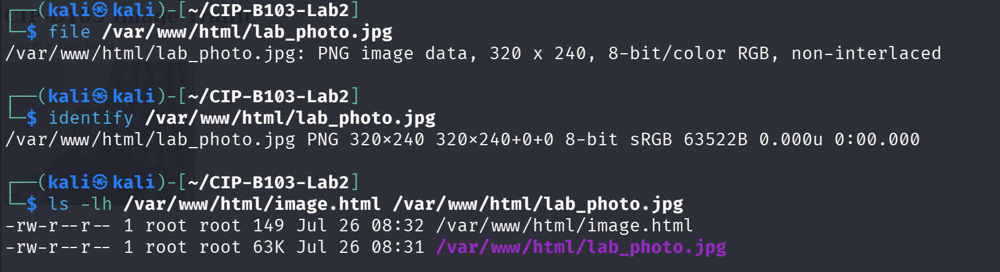 CIP-B103 Image Traffic
┌──(kali㉿kali)-[~/CIP-B103-Lab2]
└─$ file /var/www/html/lab_photo.jpg
/var/www/html/lab_photo.jpg: PNG image data, 320 x 240, 8-bit/color RGB, non-interlaced
┌──(kali㉿kali)-[~/CIP-B103-Lab2]
└─$ identify /var/www/html/lab_photo.jpg
/var/www/html/lab_photo.jpg PNG 320×240 320×240+0+0 8-bit sRGB 63522B 0.000u 0:00.000
┌──(kali㉿kali)-[~/CIP-B103-Lab2]
└─$ ls -lh /var/www/html/image.html /var/www/html/lab_photo.jpg
-rw-r--r-- 1 root root 149 Jul 26 08:32 /var/www/html/image.html
-rw-r--r-- 1 root root 63K Jul 26 08:31 /var/www/html/lab_photo.jpg